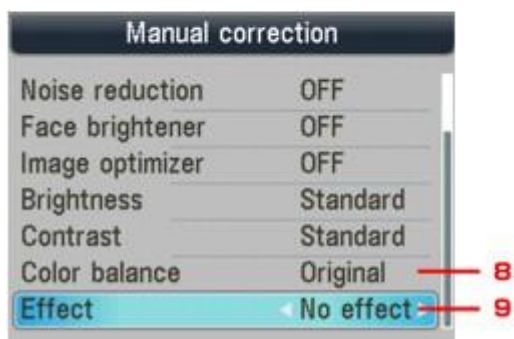 Manual correction
Noise reduction OFF
Face brightener OFF
Image optimizer OFF
Brightness Standard
Contrast Standard
Color balance Original 8
Effect No effect 9